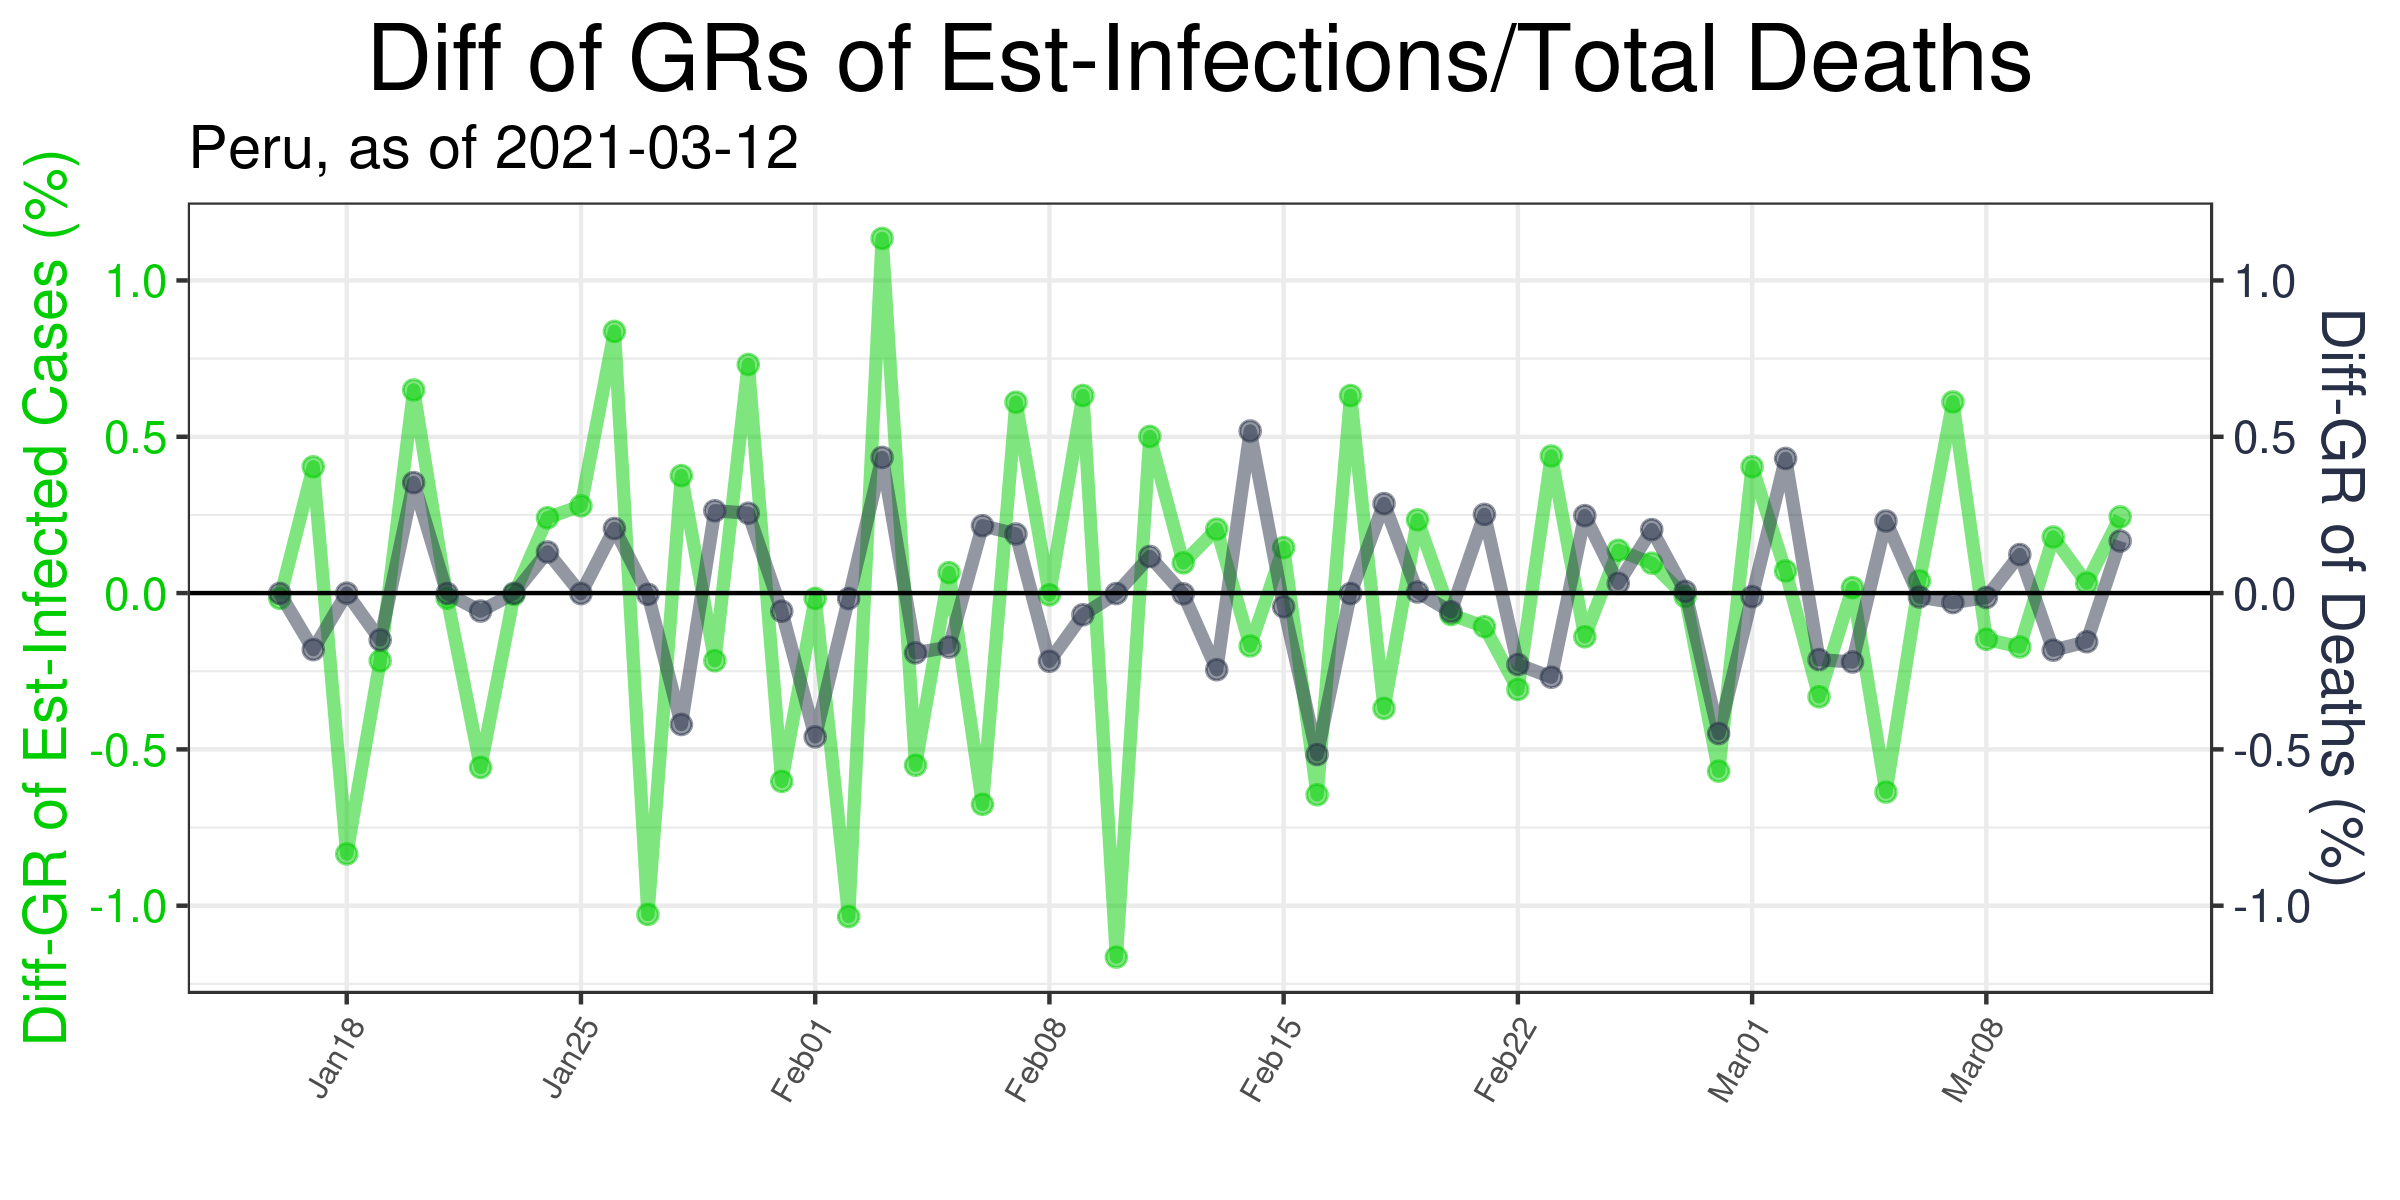 Diff of GRs of Est-Infections/Total Deaths
Peru, as of 2021-03-12
Diff-GR of Est-Infected Cases (%)
1.0
0.5
0.0
-0.5
-1.0
1.0
0.5
0.0
-0.5
-1.0
Diff-GR of Deaths (%)
Jan18
Jan25
Feb01
Feb08
Feb15
Feb22
Mar01
Mar08